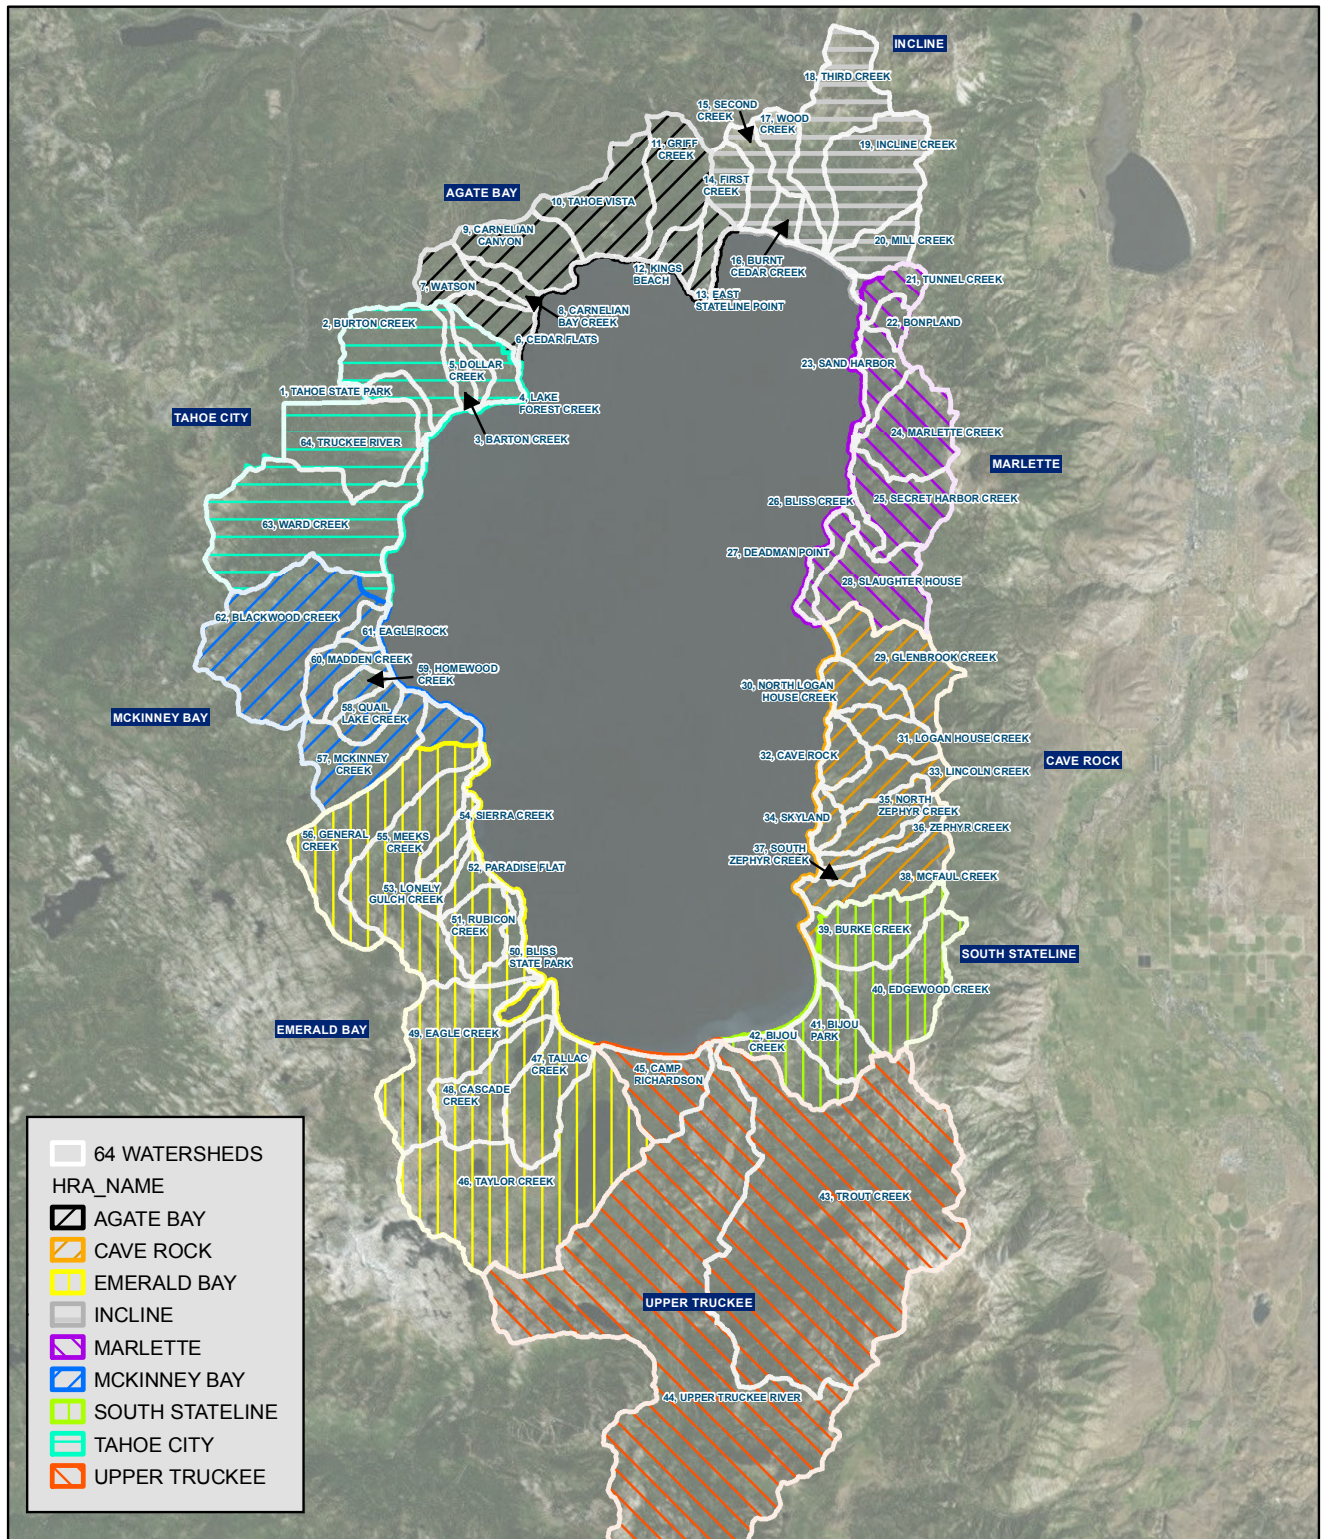 INCLINE
18, THIRD CREEK
15, SECOND
CREEK
17, WOOD
CREEK
11, GRIFF
CREEK
19, INCLINE CREEK
14, FIRST
CREEK
AGATE BAY
10, TAHOE VISTA
9, CARNELIAN
CANYON
20, MILL CREEK
16, BURNT
CEDAR CREEK
12, KINGS
BEACH
7, WATSON
21, TUNNEL CREEK
13, EAST
STATELINE POINT
8, CARNELIAN
BAY CREEK
2, BURTON CREEK
22, BONPLAND
6, CEDAR FLATS
5, DOLLAR
CREEK
23, SAND HARBOR
1, TAHOE STATE PARK
4, LAKE
FOREST CREEK
TAHOE CITY
64, TRUCKEE RIVER
3, BARTON CREEK
24, MARLETTE CREEK
MARLETTE
26, BLISS CREEK
25, SECRET HARBOR CREEK
63, WARD CREEK
27, DEADMAN POINT
28, SLAUGHTER HOUSE
62, BLACKWOOD CREEK
61, EAGLE ROCK
60, MADDEN CREEK
59, HOMEWOOD
CREEK
29, GLENBROOK CREEK
30, NORTH LOGAN
HOUSE CREEK
MCKINNEY BAY
58, QUAIL
LAKE CREEK
31, LOGAN HOUSE CREEK
57, MCKINNEY
CREEK
32, CAVE ROCK
CAVE ROCK
33, LINCOLN CREEK
35, NORTH
ZEPHYR CREEK
54, SIERRA CREEK
34, SKYLAND
36, ZEPHYR CREEK
56, GENERAL
CREEK
55, MEEKS
CREEK
37, SOUTH
ZEPHYR CREEK
52, PARADISE FLAT
38, MCFAUL CREEK
53, LONELY
GULCH CREEK
51, RUBICON
CREEK
39, BURKE CREEK
50, BLISS
STATE PARK
SOUTH STATELINE
40, EDGEWOOD CREEK
EMERALD BAY
49, EAGLE CREEK
41, BIJOU
PARK
42, BIJOU
CREEK
47, TALLAC
CREEK
45, CAMP
RICHARDSON
48, CASCADE
CREEK
46, TAYLOR CREEK
43, TROUT CREEK
UPPER TRUCKEE
44, UPPER TRUCKEE RIVER
64 WATERSHEDS
HRA_NAME
AGATE BAY
CAVE ROCK
EMERALD BAY
INCLINE
MARLETTE
MCKINNEY BAY
SOUTH STATELINE
TAHOE CITY
UPPER TRUCKEE